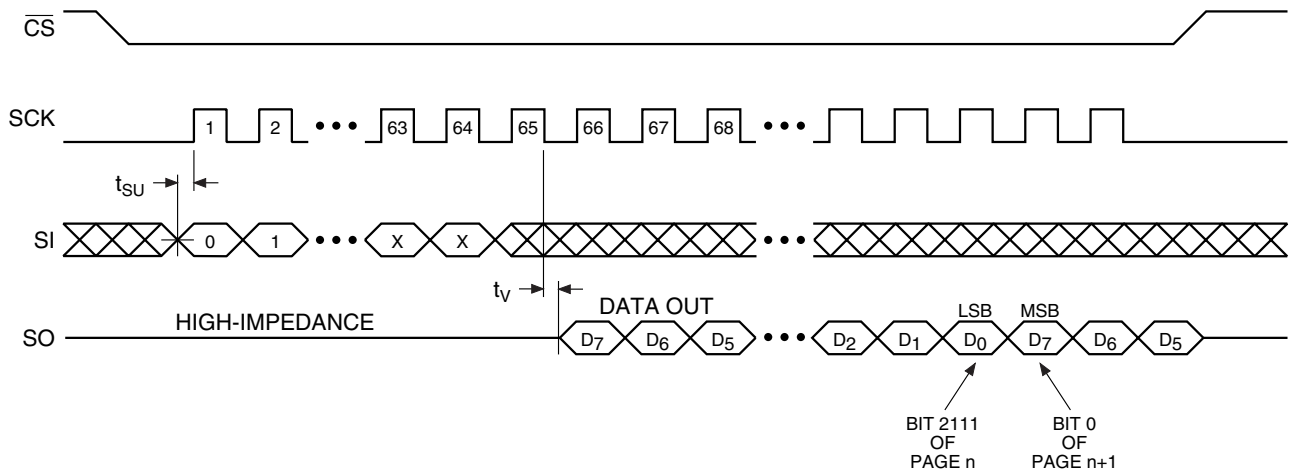 CS
SCK
1 2 ••• 63 64 65 66 67 68 •••
tSU
SI
0 1 ••• X X •••
tV
DATA OUT
HIGH-IMPEDANCE
LSB MSB
SO
D7 D6 D5 ••• D2 D1 D0 D7 D6 D5
BIT 2111
OF
PAGE n
BIT 0
OF
PAGE n+1